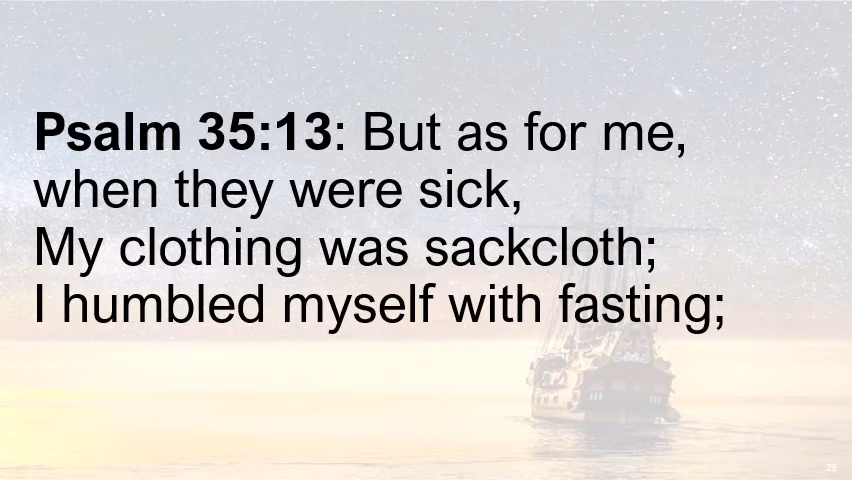 Psalm 35:13: But as for me,
when they were sick,
My clothing was sackcloth;
I humbled myself with fasting;